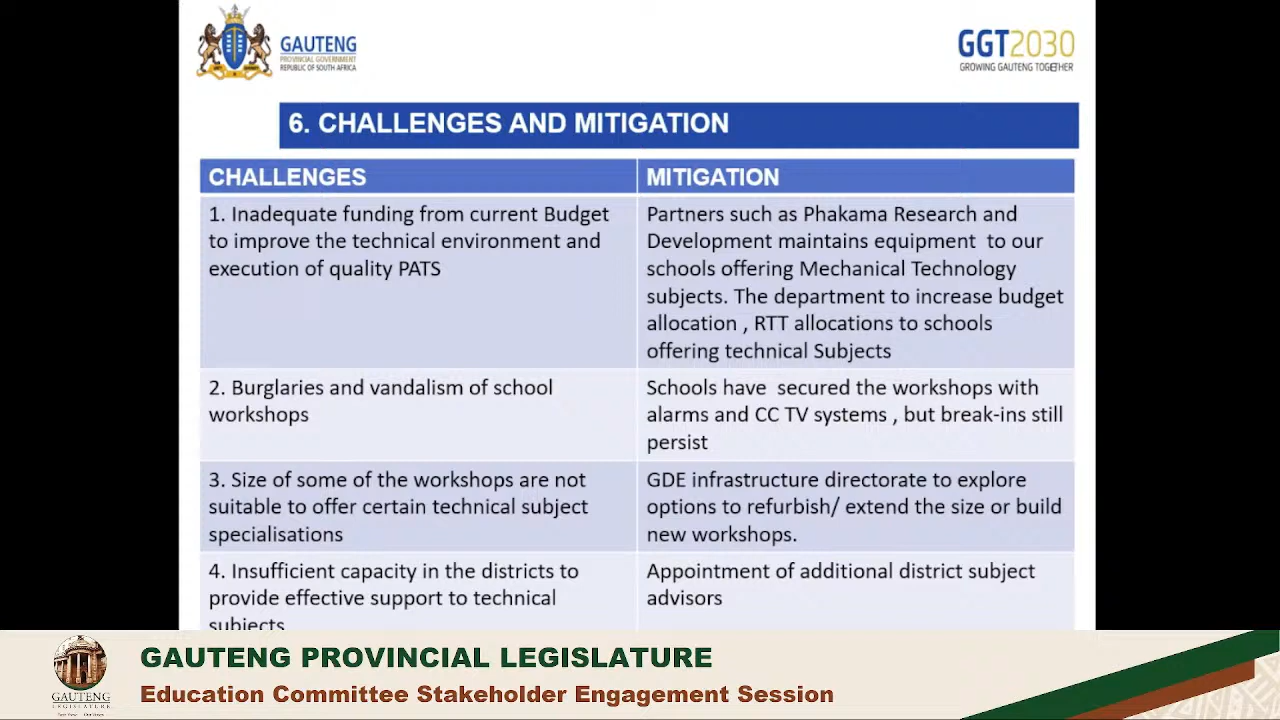 GAUTENG
PROVINCIAL GOVERNMENT
REPUBLIC OF SOUTH AFRICA
GGT2030
GROWING GAUTENG TOGETHER
6. CHALLENGES AND MITIGATION
CHALLENGES
MITIGATION
1. Inadequate funding from current Budget
to improve the technical environment and
execution of quality PATS
Partners such as Phakama Research and
Development maintains equipment to our
schools offering Mechanical Technology
subjects. The department to increase budget
allocation , RTT allocations to schools
offering technical Subjects
2. Burglaries and vandalism of school
workshops
Schools have secured the workshops with
alarms and CC TV systems , but break-ins still
persist
3. Size of some of the workshops are not
suitable to offer certain technical subject
specialisations
GDE infrastructure directorate to explore
options to refurbish/ extend the size or build
new workshops.
4. Insufficient capacity in the districts to
provide effective support to technical
subjects
Appointment of additional district subject
advisors
GAUTENG
LEGISLATURE
GAUTENG PROVINCIAL LEGISLATURE
Education Committee Stakeholder Engagement Session